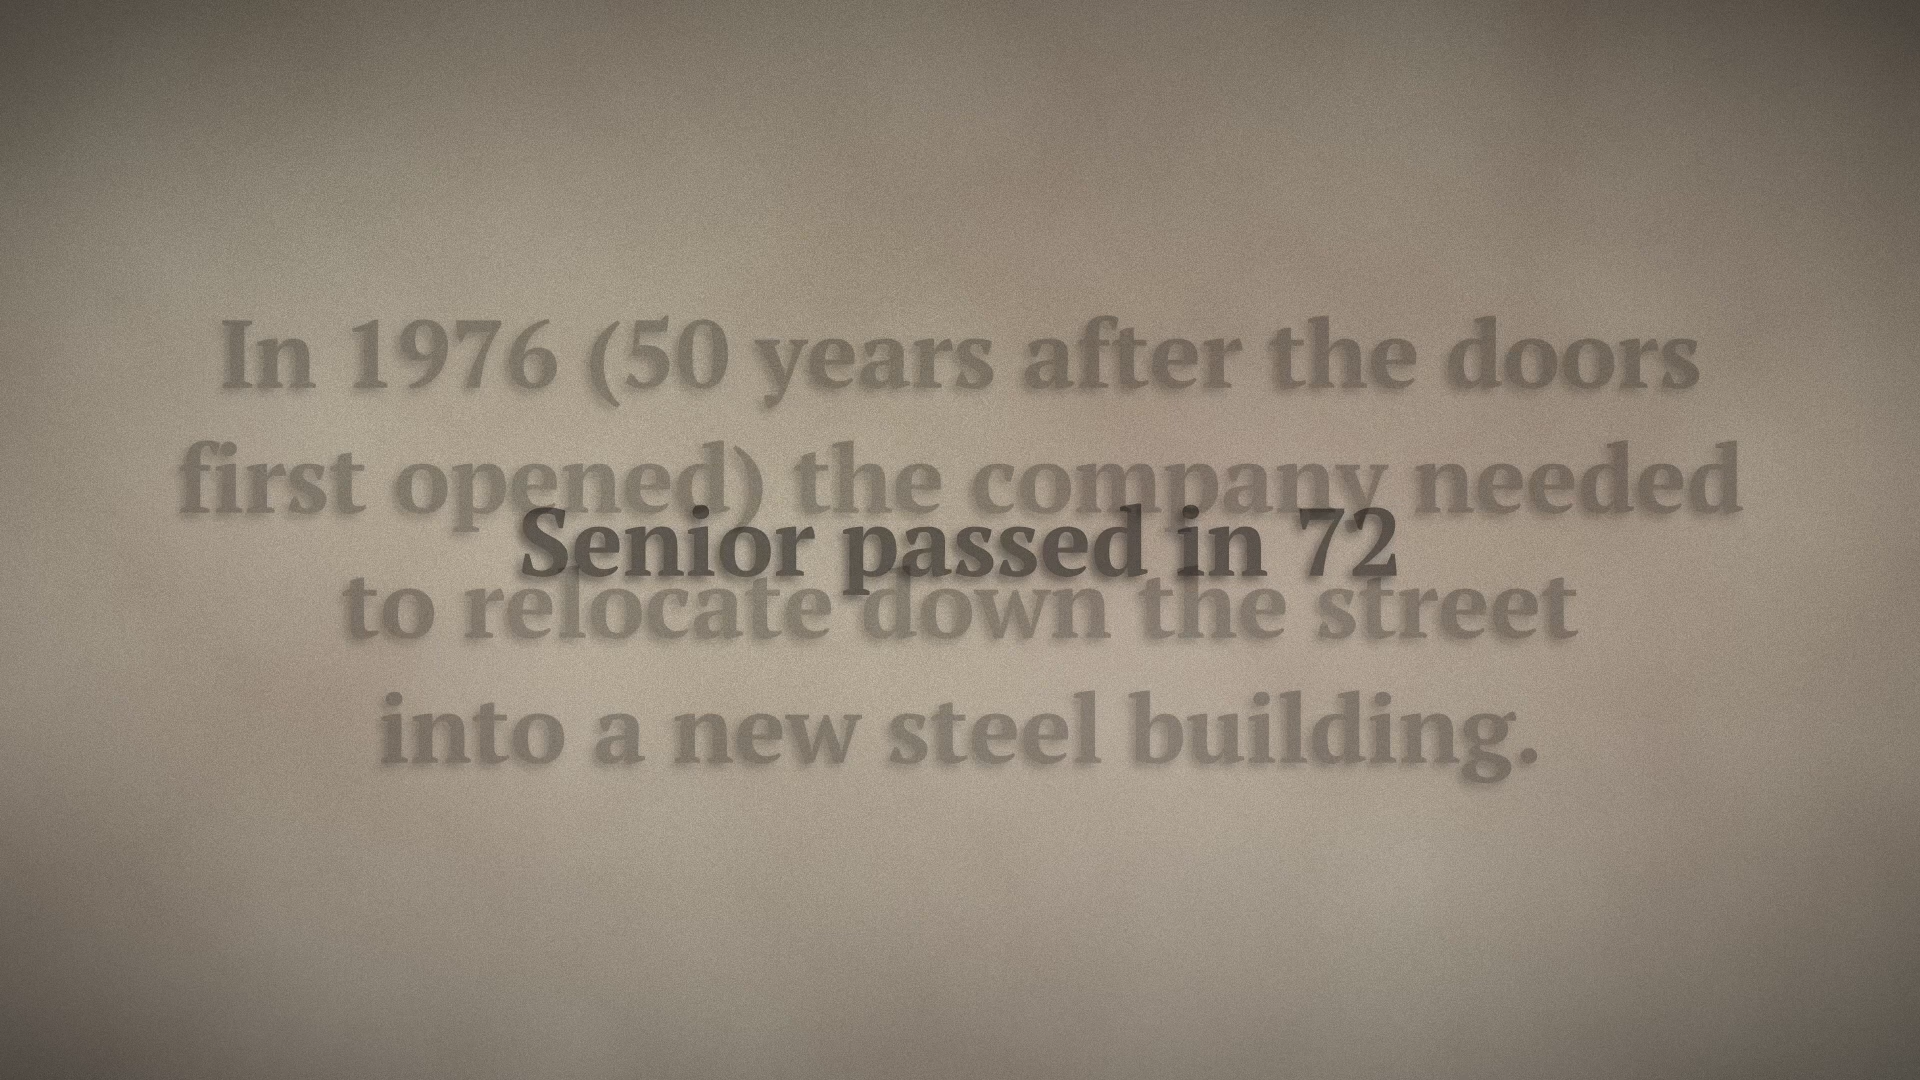 In 1976 (50 years after the doors
first opened) the company needed
Senior passed in 72
to relocate down the street
into a new steel building.